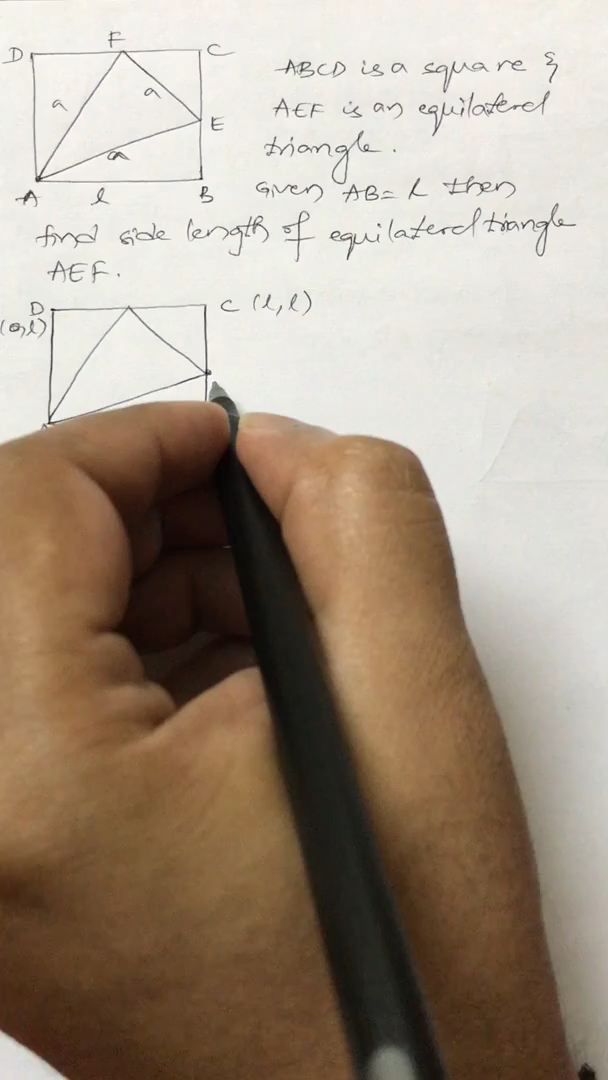 D F C
a a
E
a
A l B
ABCD is a square &
AEF is an equilateral
triangle.
Given AB = l then
find side length of equilateral triangle
AEF.
D C (l, l)
(0, l)